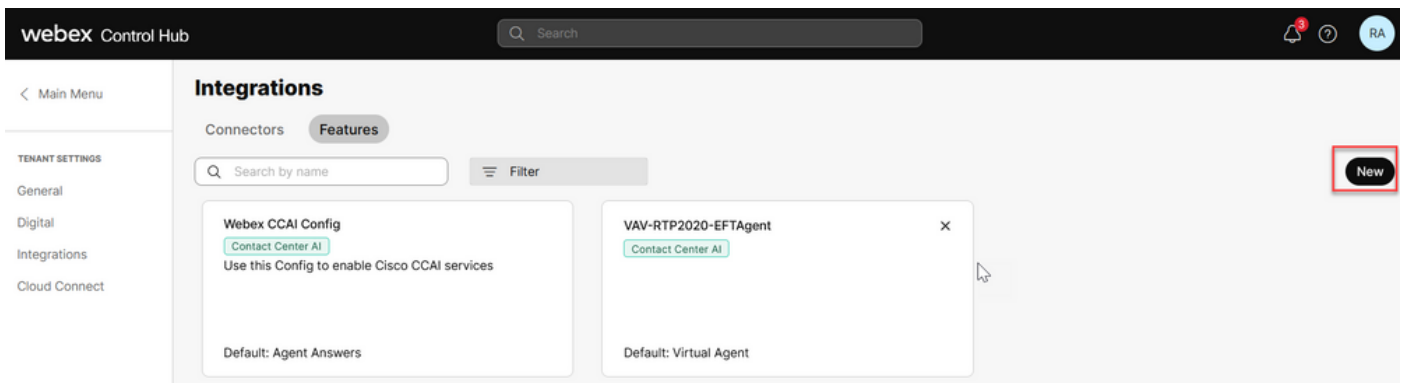 webex Control Hub
Search
3
RA
Main Menu
Integrations
Connectors
Features
TENANT SETTINGS
Search by name
Filter
New
General
Digital
Integrations
Cloud Connect
Webex CCAI Config
Contact Center AI
Use this Config to enable Cisco CCAI services
Default: Agent Answers
VAV-RTP2020-EFTAgent
Contact Center AI
Default: Virtual Agent